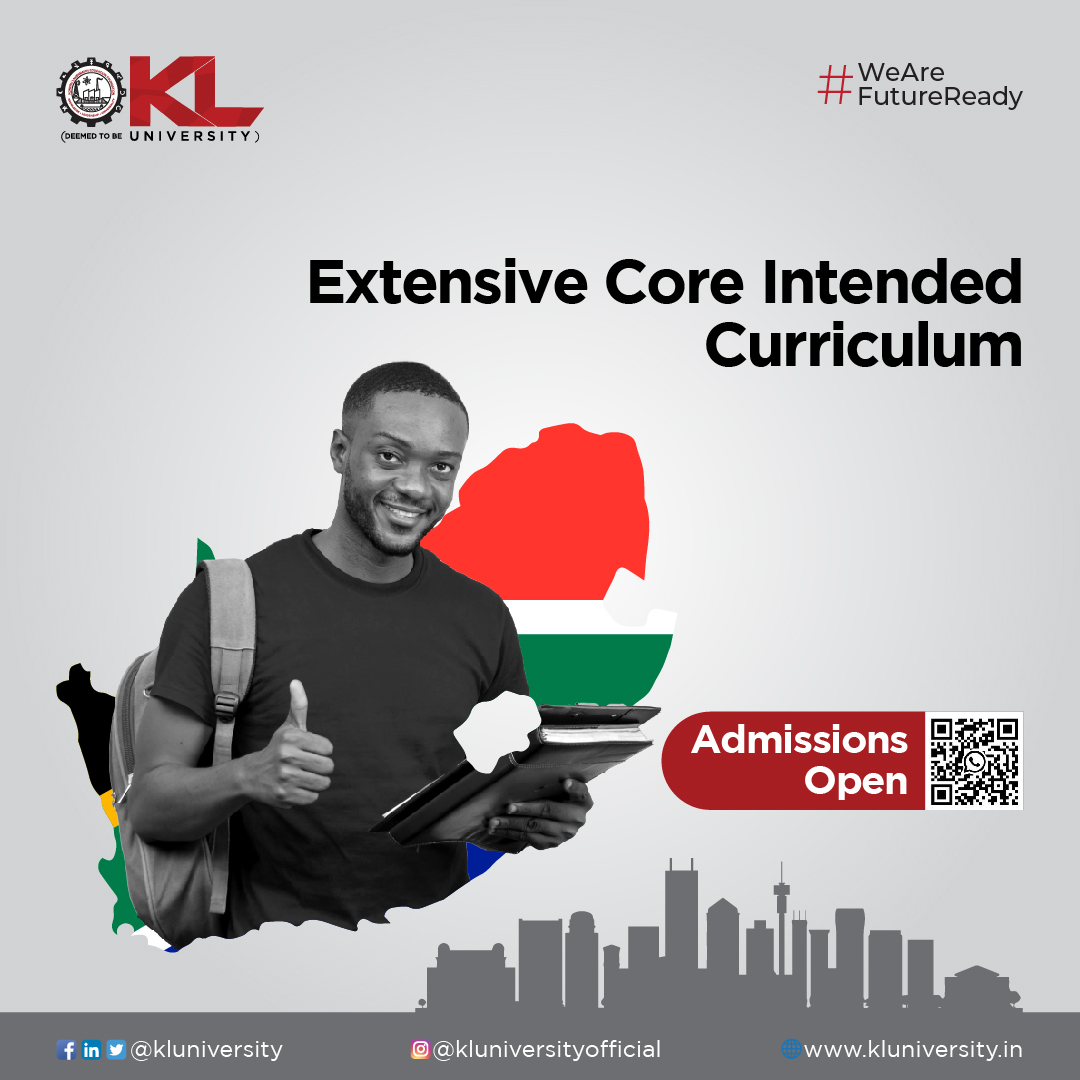 KL
(DEEMED TO BE UNIVERSITY)
#WeAre
FutureReady
Extensive Core Intended
Curriculum
Admissions
Open
@kluniversity
@kluniversityofficial
www.kluniversity.in